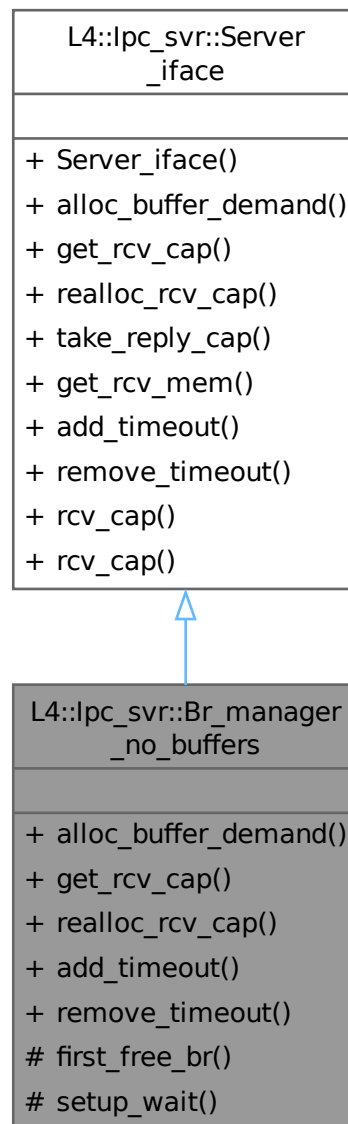 L4::Ipc_svr::Server
_iface
+ Server_iface()
+ alloc_buffer_demand()
+ get_rcv_cap()
+ realloc_rcv_cap()
+ take_reply_cap()
+ get_rcv_mem()
+ add_timeout()
+ remove_timeout()
+ rcv_cap()
+ rcv_cap()
L4::Ipc_svr::Br_manager
_no_buffers
+ alloc_buffer_demand()
+ get_rcv_cap()
+ realloc_rcv_cap()
+ add_timeout()
+ remove_timeout()
# first_free_br()
# setup_wait()